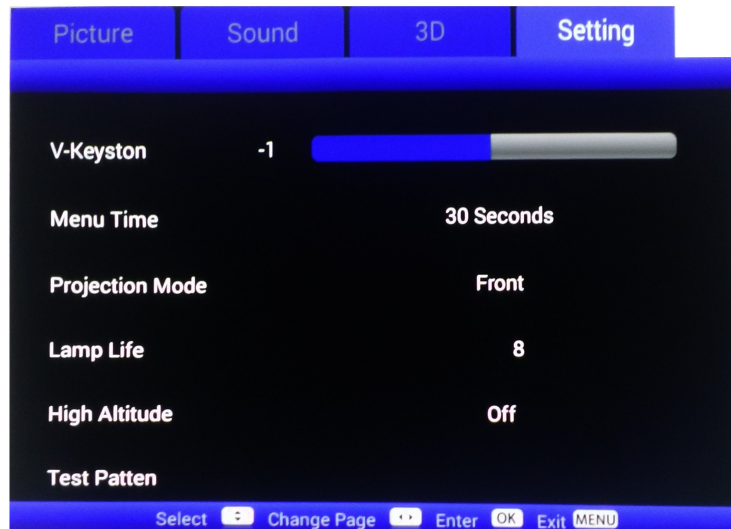 Picture Sound 3D Setting
V-Keyston -1
Menu Time 30 Seconds
Projection Mode Front
Lamp Life 8
High Altitude Off
Test Patten
Select Change Page Enter OK Exit MENU